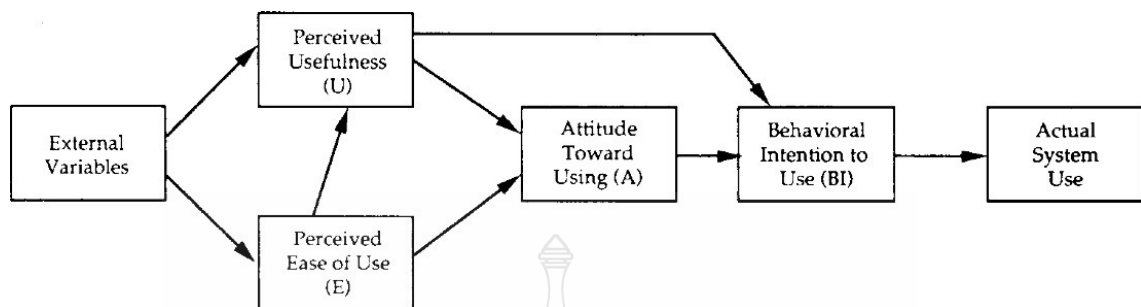 Perceived
Usefulness
(U)
External
Variables
Attitude
Toward
Using (A)
Behavioral
Intention to
Use (BI)
Actual
System
Use
Perceived
Ease of Use
(E)